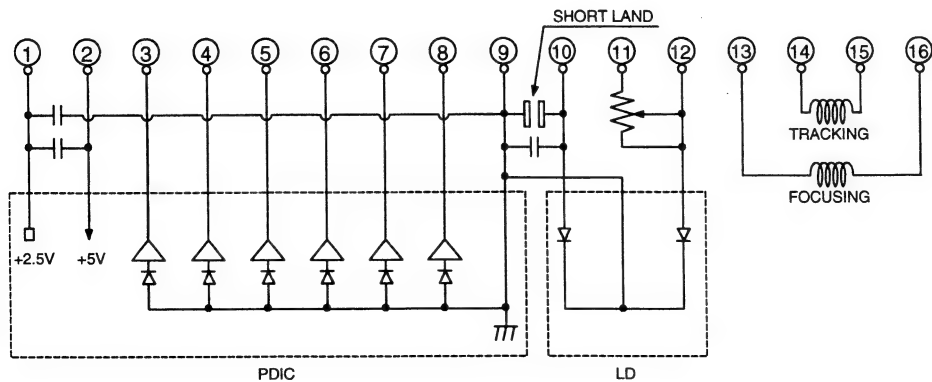 SHORT LAND
1 2 3 4 5 6 7 8 9 10 11 12 13 14 15 16
TRACKING
FOCUSING
+2.5V +5V
PDIC LD